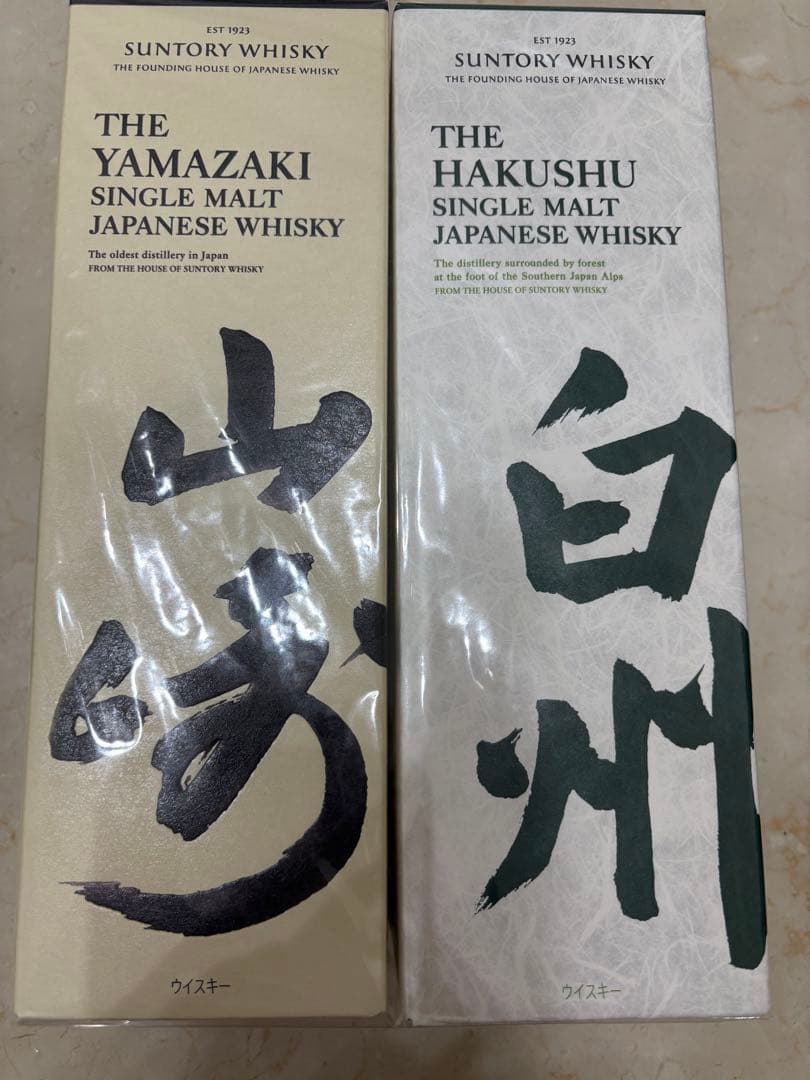 EST 1923
SUNTORY WHISKY
THE FOUNDING HOUSE OF JAPANESE WHISKY
THE
YAMAZAKI
SINGLE MALT
JAPANESE WHISKY
The oldest distillery in Japan
FROM THE HOUSE OF SUNTORY WHISKY
山崎
ウイスキー
EST 1923
SUNTORY WHISKY
THE FOUNDING HOUSE OF JAPANESE WHISKY
THE
HAKUSHU
SINGLE MALT
JAPANESE WHISKY
The distillery surrounded by forest
at the foot of the Southern Japan Alps
FROM THE HOUSE OF SUNTORY WHISKY
白州
ウイスキー